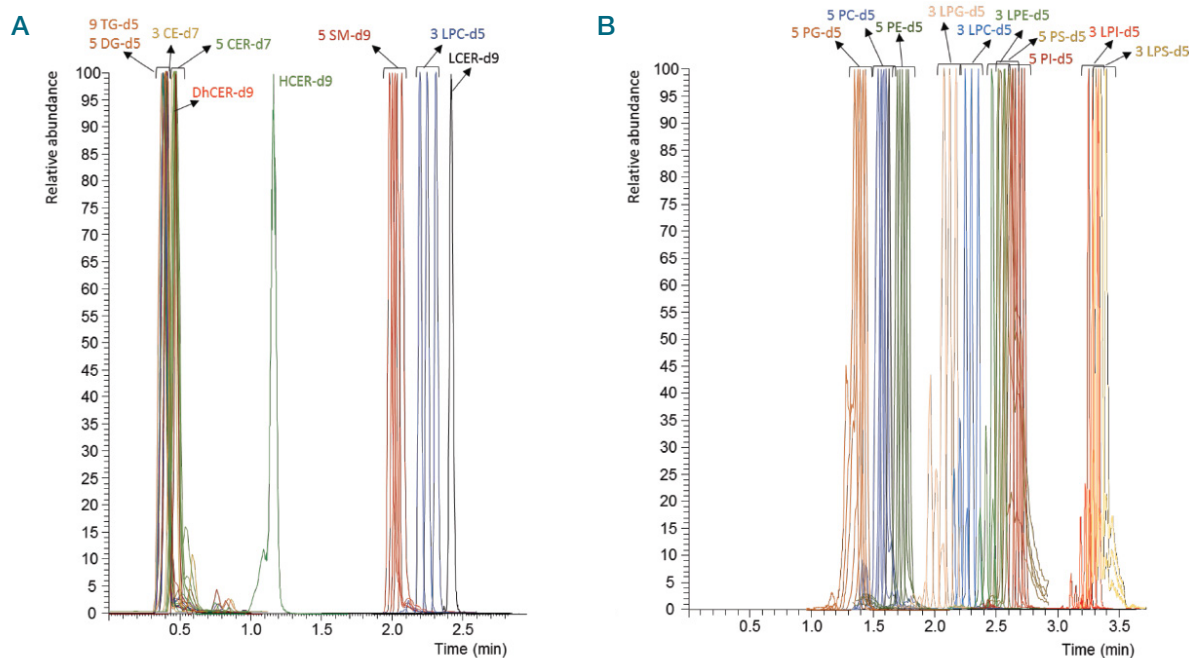 A
9 TG-d5
5 DG-d5
3 CE-d7
5 CER-d7
DhCER-d9
HCER-d9
5 SM-d9
3 LPC-d5
LCER-d9
Relative abundance
100
95
90
85
80
75
70
65
60
55
50
45
40
35
30
25
20
15
10
5
0
0.5
1.0
2.0
2.5
Time (min)
B
5 PG-d5
5 PC-d5
5 PE-d5
3 LPG-d5
3 LPC-d5
3 LPE-d5
5 PS-d5
5 PI-d5
3 LPI-d5
3 LPS-d5
Relative abundance
100
95
90
85
80
75
70
65
60
55
50
45
40
35
30
25
20
15
10
5
0
0.5
1.0
1.5
2.0
2.5
3.0
3.5
Time (min)